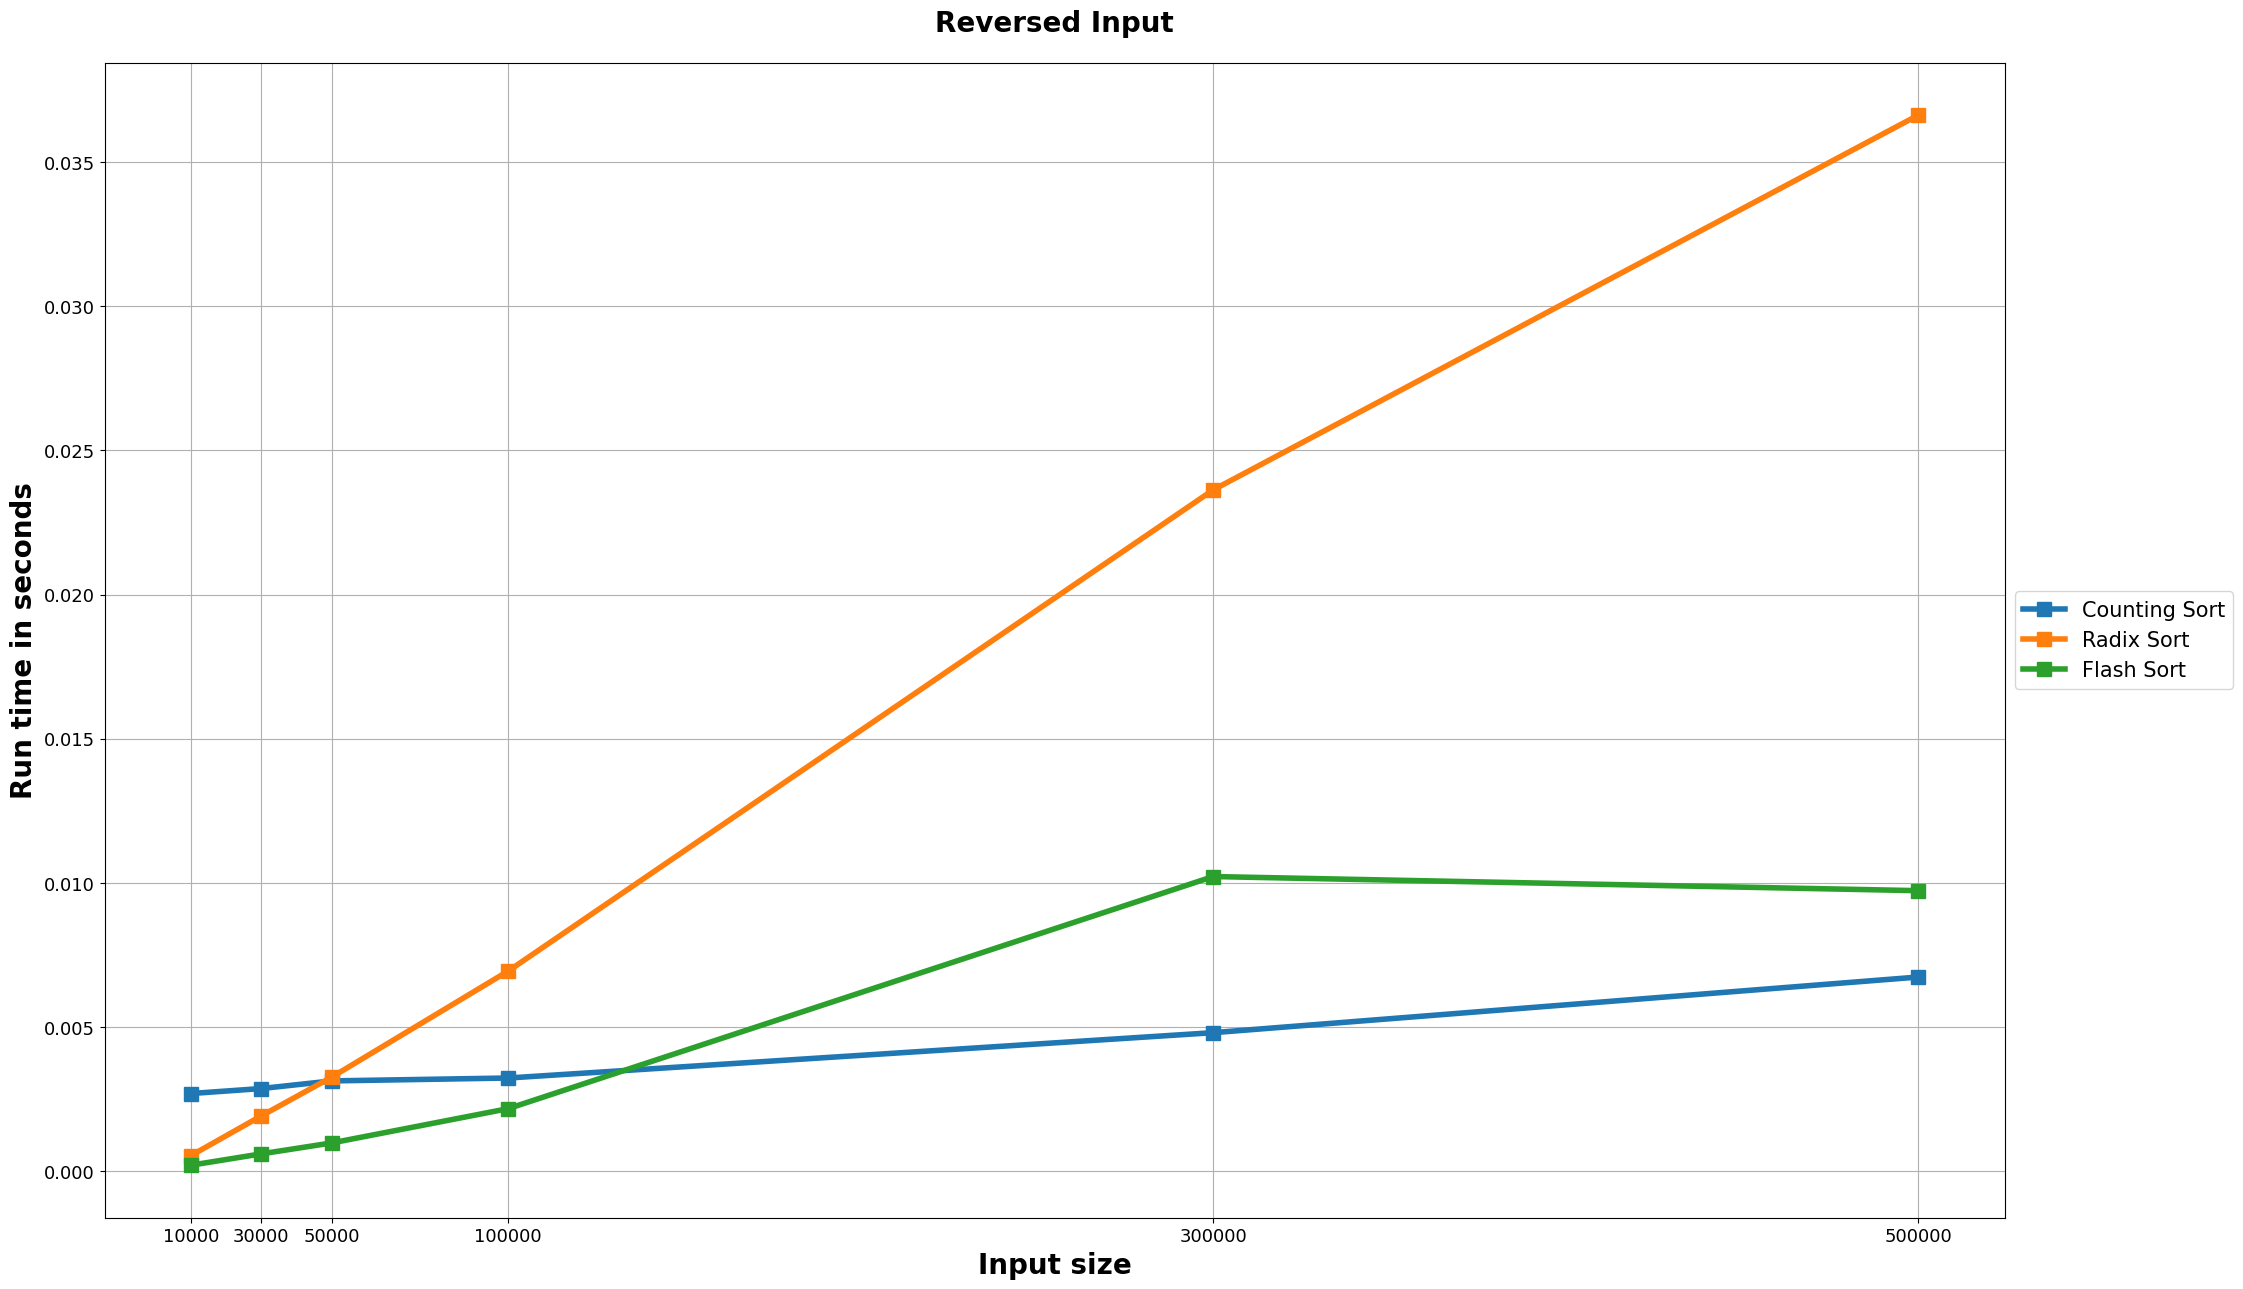 Reversed Input
0.035
0.030
0.025
0.020
0.015
0.010
0.005
0.000
Run time in seconds
10000 30000 50000 100000 300000 500000
Input size
Counting Sort
Radix Sort
Flash Sort